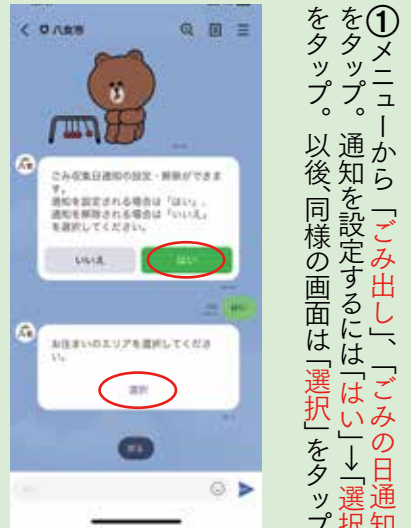 ①メニューから「ごみ出し」、「ごみの日通知
をタップ。通知を設定するには「はい」→「選択
をタップ。以後、同様の画面は「選択」をタップ
八女市
ごみ収集日通知の設定・解除ができま
す。
通知を設定される場合は「はい」、
通知を解除される場合は「いいえ」
を選択してください。
いいえ
はい
はい
お住まいのエリアを選択してくださ
い。
選択
戻る